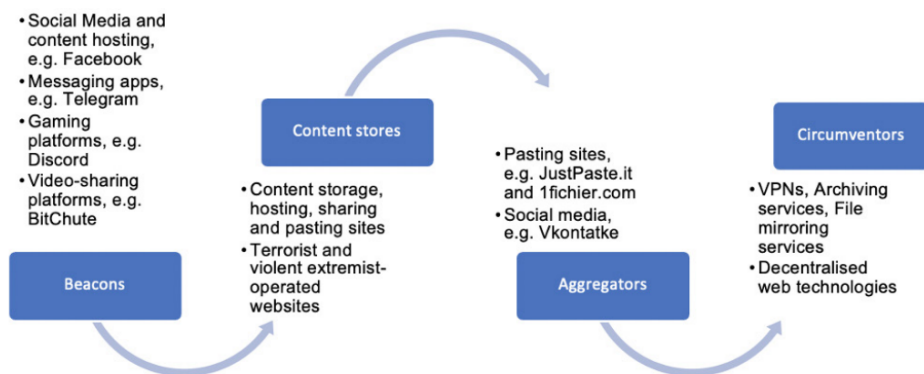 •Social Media and
content hosting,
e.g. Facebook
•Messaging apps,
e.g. Telegram
•Gaming
platforms, e.g.
Discord
•Video-sharing
platforms, e.g.
BitChute
Beacons
Content stores
•Content storage,
hosting, sharing
and pasting sites
•Terrorist and
violent extremist-
operated
websites
•Pasting sites,
e.g. JustPaste.it
and 1fichier.com
•Social media,
e.g. Vkontatke
Aggregators
Circumventors
•VPNs, Archiving
services, File
mirroring
services
•Decentralised
web technologies